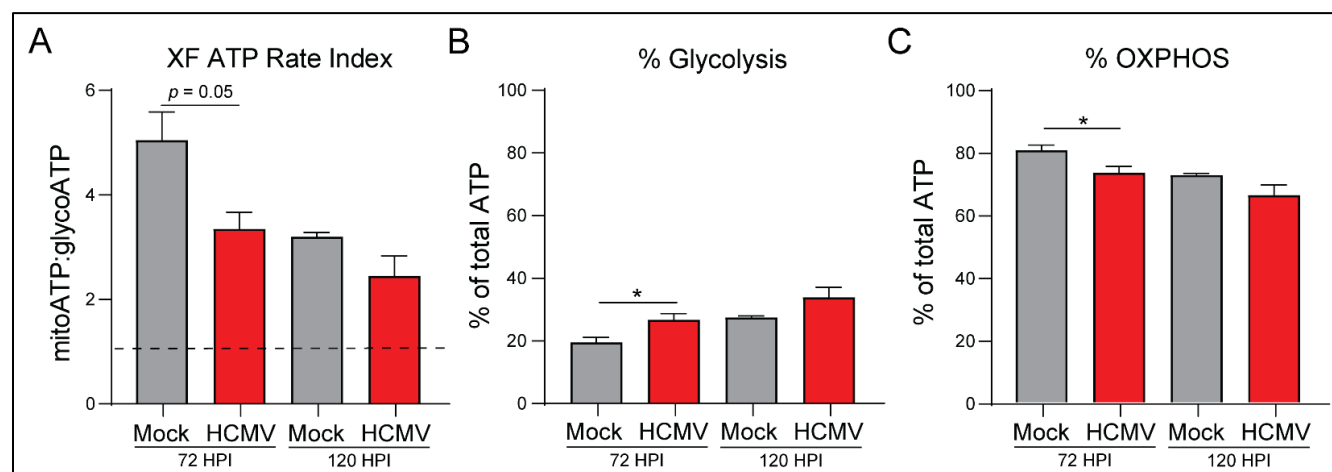 A
XF ATP Rate Index
mitoATP:glycoATP
6
4
2
0
p = 0.05
Mock HCMV Mock HCMV
72 HPI 120 HPI
B
% Glycolysis
% of total ATP
100
80
60
40
20
0
*
Mock HCMV Mock HCMV
72 HPI 120 HPI
C
% OXPHOS
% of total ATP
100
80
60
40
20
0
*
Mock HCMV Mock HCMV
72 HPI 120 HPI